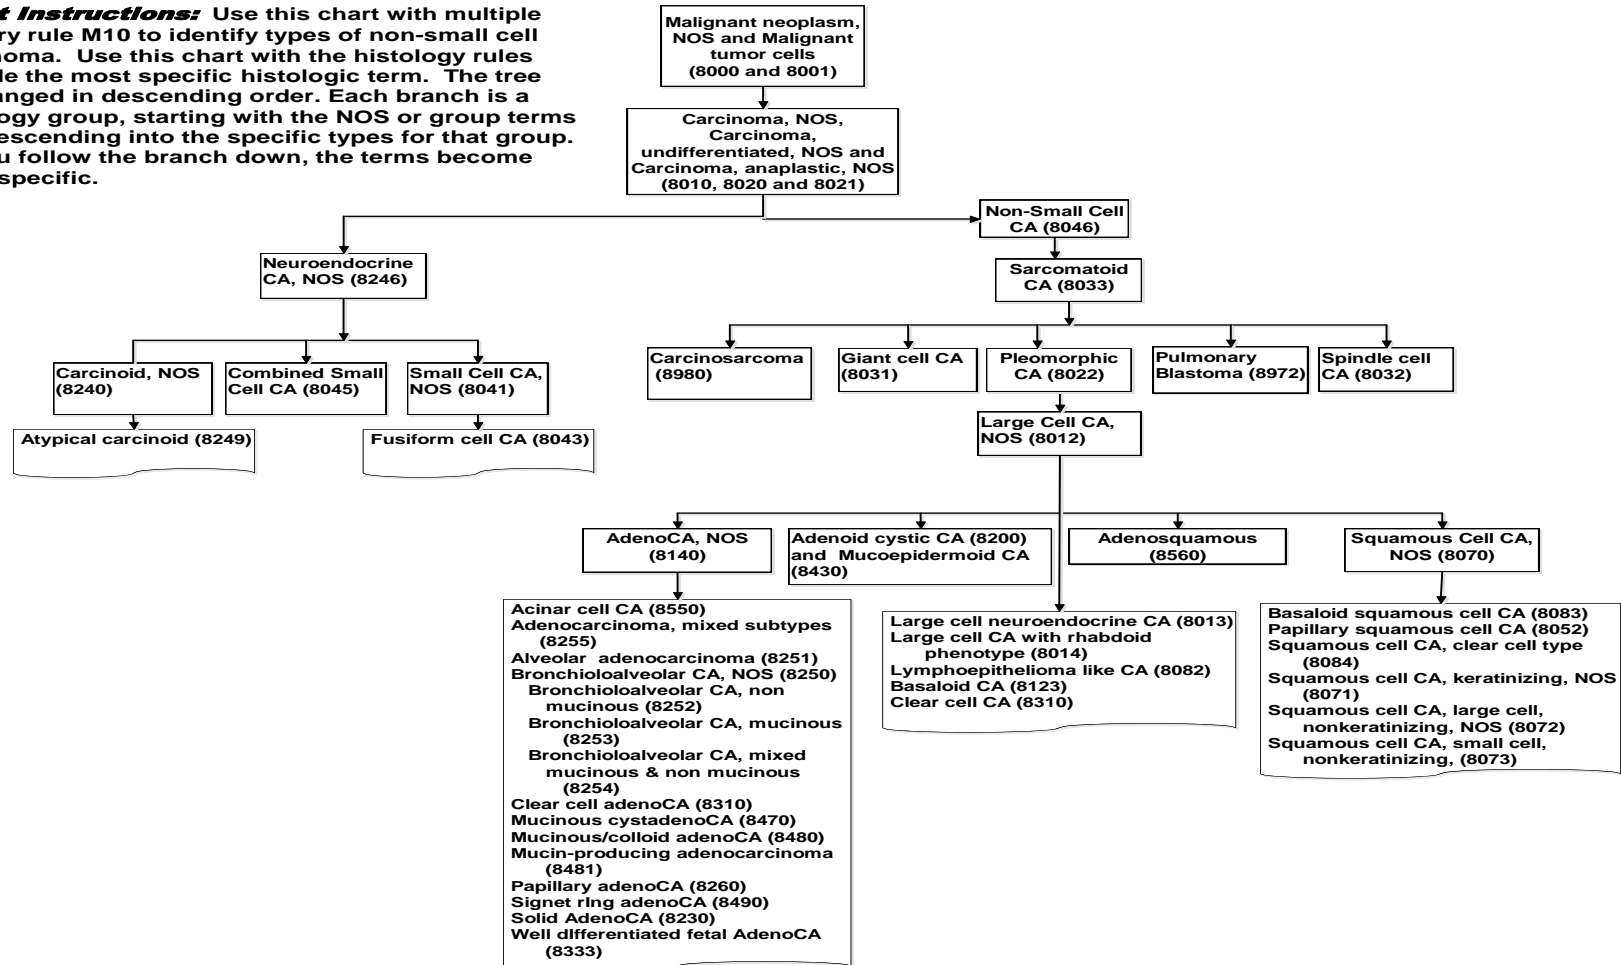 t Instructions: Use this chart with multiple
ry rule M10 to identify types of non-small cell
noma. Use this chart with the histology rules
le the most specific histologic term. The tree
anged in descending order. Each branch is a
logy group, starting with the NOS or group terms
escending into the specific types for that group.
u follow the branch down, the terms become
specific.
Malignant neoplasm,
NOS and Malignant
tumor cells
(8000 and 8001)
Carcinoma, NOS,
Carcinoma,
undifferentiated, NOS and
Carcinoma, anaplastic, NOS
(8010, 8020 and 8021)
Neuroendocrine
CA, NOS (8246)
Non-Small Cell
CA (8046)
Sarcomatoid
CA (8033)
Carcinoid, NOS
(8240)
Combined Small
Cell CA (8045)
Small Cell CA,
NOS (8041)
Atypical carcinoid (8249)
Fusiform cell CA (8043)
Carcinosarcoma
(8980)
Giant cell CA
(8031)
Pleomorphic
CA (8022)
Pulmonary
Blastoma (8972)
Spindle cell
CA (8032)
Large Cell CA,
NOS (8012)
AdenoCA, NOS
(8140)
Adenoid cystic CA (8200)
and Mucoepidermoid CA
(8430)
Adenosquamous
(8560)
Squamous Cell CA,
NOS (8070)
Acinar cell CA (8550)
Adenocarcinoma, mixed subtypes
(8255)
Alveolar adenocarcinoma (8251)
Bronchioloalveolar CA, NOS (8250)
Bronchioloalveolar CA, non
mucinous (8252)
Bronchioloalveolar CA, mucinous
(8253)
Bronchioloalveolar CA, mixed
mucinous & non mucinous
(8254)
Clear cell adenoCA (8310)
Mucinous cystadenoCA (8470)
Mucinous/colloid adenoCA (8480)
Mucin-producing adenocarcinoma
(8481)
Papillary adenoCA (8260)
Signet rIng adenoCA (8490)
Solid AdenoCA (8230)
Well dIfferentiated fetal AdenoCA
(8333)
Large cell neuroendocrine CA (8013)
Large cell CA with rhabdoid
phenotype (8014)
Lymphoepithelioma like CA (8082)
Basaloid CA (8123)
Clear cell CA (8310)
Basaloid squamous cell CA (8083)
Papillary squamous cell CA (8052)
Squamous cell CA, clear cell type
(8084)
Squamous cell CA, keratinizing, NOS
(8071)
Squamous cell CA, large cell,
nonkeratinizing, NOS (8072)
Squamous cell CA, small cell,
nonkeratinizing, (8073)